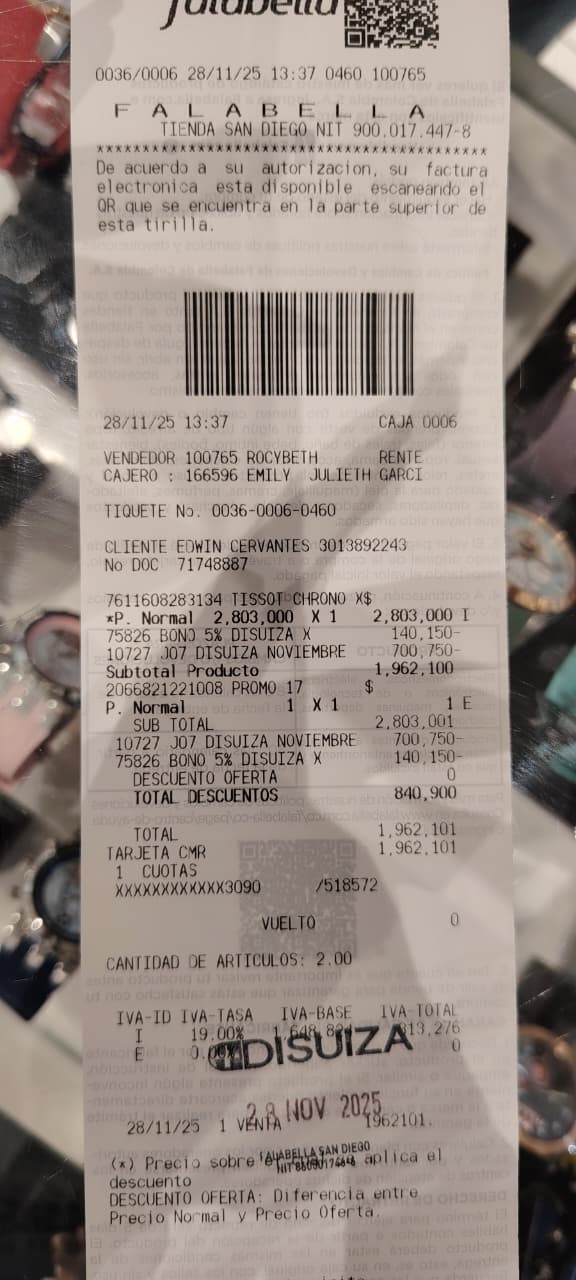 falabella
0036/0006 28/11/25 13:37 0460 100765
F A L A B E L L A
TIENDA SAN DIEGO NIT 900.017.447-8
************************************************
De acuerdo a su autorizacion, su factura
electronica esta disponible escaneando el
QR que se encuentra en la parte superior de
esta tirilla.
28/11/25 13:37 CAJA 0006
VENDEDOR 100765 ROCYBETH RENTE
CAJERO : 166596 EMILY JULIETH GARCI
TIQUETE No. 0036-0006-0460
CLIENTE EDWIN CERVANTES 3013892243
No DOC 71748887
7611608283134 TISSOT CHRONO X$
*P. Normal 2,803,000 X 1 2,803,000 I
75826 BONO 5% DISUIZA X 140,150-
10727 JO7 DISUIZA NOVIEMBRE 700,750-
Subtotal Producto 1,962,100
2066821221008 PROMO 17 $
P. Normal 1 X 1 1 E
SUB TOTAL 2,803,001
10727 JO7 DISUIZA NOVIEMBRE 700,750-
75826 BONO 5% DISUIZA X 140,150-
DESCUENTO OFERTA 0
TOTAL DESCUENTOS 840,900
TOTAL 1,962,101
TARJETA CMR 1,962,101
1 CUOTAS
XXXXXXXXXXXX3090 /518572
VUELTO 0
CANTIDAD DE ARTICULOS: 2.00
IVA-ID IVA-TASA IVA-BASE IVA-TOTAL
I 19.00% 313,276
E 0
DISUIZA
28 NOV 2025
28/11/25 1 VENTA 1962101.
FALABELLA SAN DIEGO
(*) Precio sobre el aplica el
descuento
DESCUENTO OFERTA: Diferencia entre
Precio Normal y Precio Oferta.